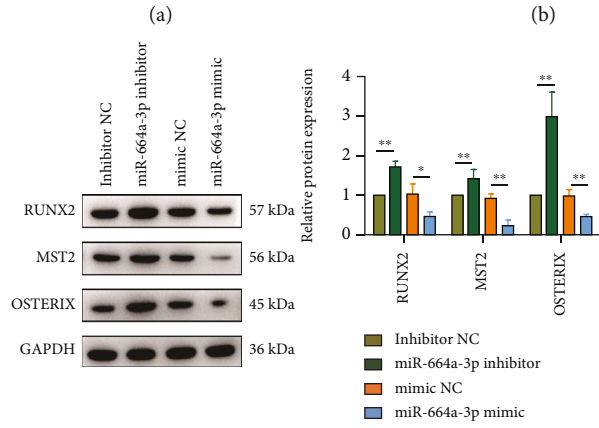 (a)
Inhibitor NC
miR-664a-3p inhibitor
mimic NC
miR-664a-3p mimic
RUNX2
57 kDa
MST2
56 kDa
OSTERIX
45 kDa
GAPDH
36 kDa
(b)
Relative protein expression
4
3
2
1
0
**
*
**
**
**
**
RUNX2
MST2
OSTERIX
Inhibitor NC
miR-664a-3p inhibitor
mimic NC
miR-664a-3p mimic